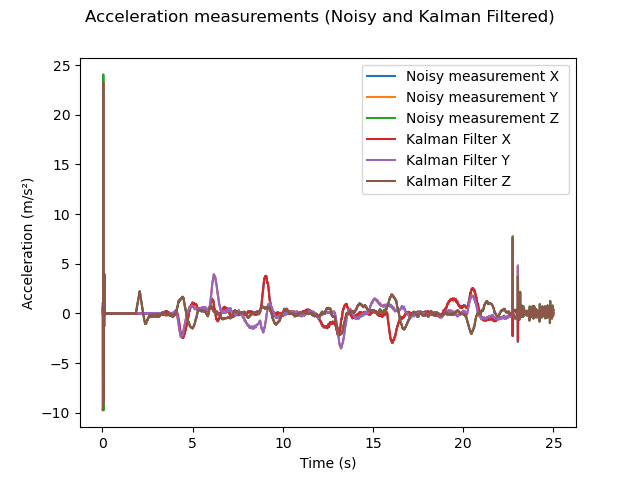 Acceleration measurements (Noisy and Kalman Filtered)
25
20
15
10
5
0
−5
−10
Acceleration (m/s²)
Noisy measurement X
Noisy measurement Y
Noisy measurement Z
Kalman Filter X
Kalman Filter Y
Kalman Filter Z
0 5 10 15 20 25
Time (s)